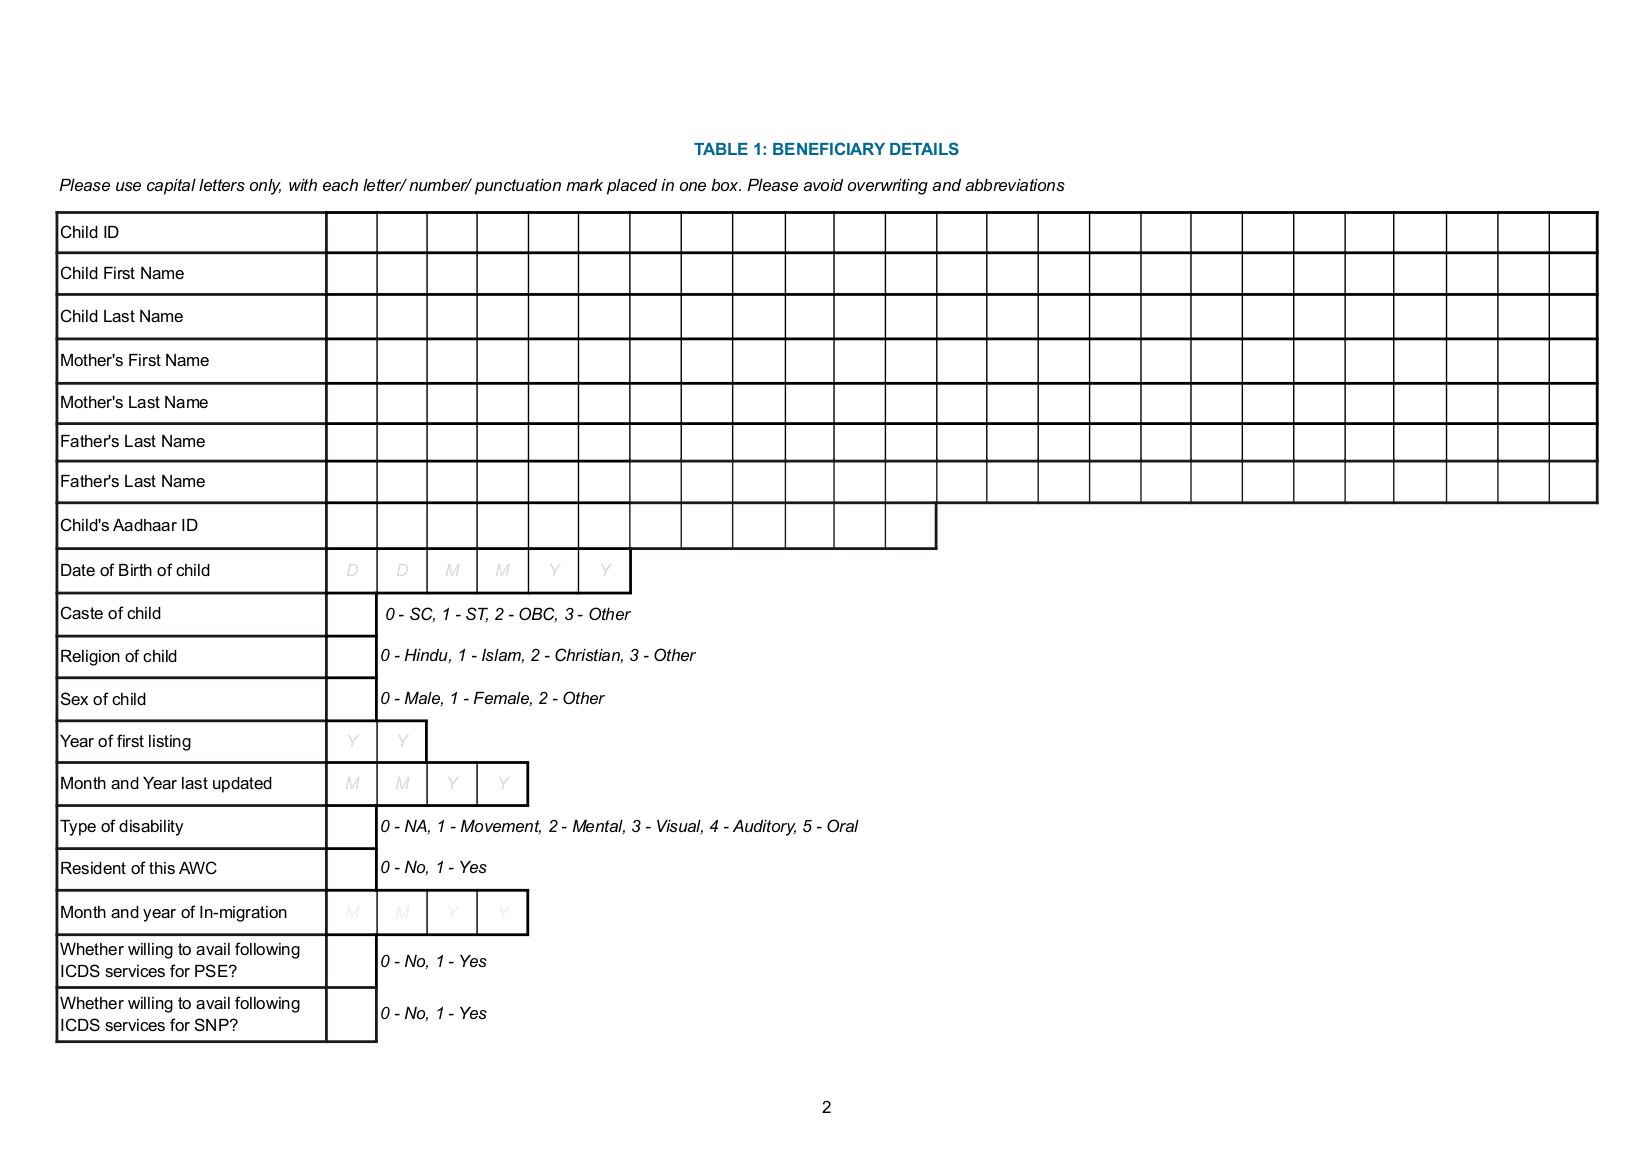 TABLE 1: BENEFICIARY DETAILS
Please use capital letters only, with each letter/ number/ punctuation mark placed in one box. Please avoid overwriting and abbreviations
Child ID
Child First Name
Child Last Name
Mother's First Name
Mother's Last Name
Father's Last Name
Father's Last Name
Child's Aadhaar ID
Date of Birth of child D D M M Y Y
Caste of child 0 - SC, 1 - ST, 2 - OBC, 3 - Other
Religion of child 0 - Hindu, 1 - Islam, 2 - Christian, 3 - Other
Sex of child 0 - Male, 1 - Female, 2 - Other
Year of first listing Y Y
Month and Year last updated M M Y Y
Type of disability 0 - NA, 1 - Movement, 2 - Mental, 3 - Visual, 4 - Auditory, 5 - Oral
Resident of this AWC 0 - No, 1 - Yes
Month and year of In-migration M M Y Y
Whether willing to avail following
ICDS services for PSE? 0 - No, 1 - Yes
Whether willing to avail following
ICDS services for SNP? 0 - No, 1 - Yes
2